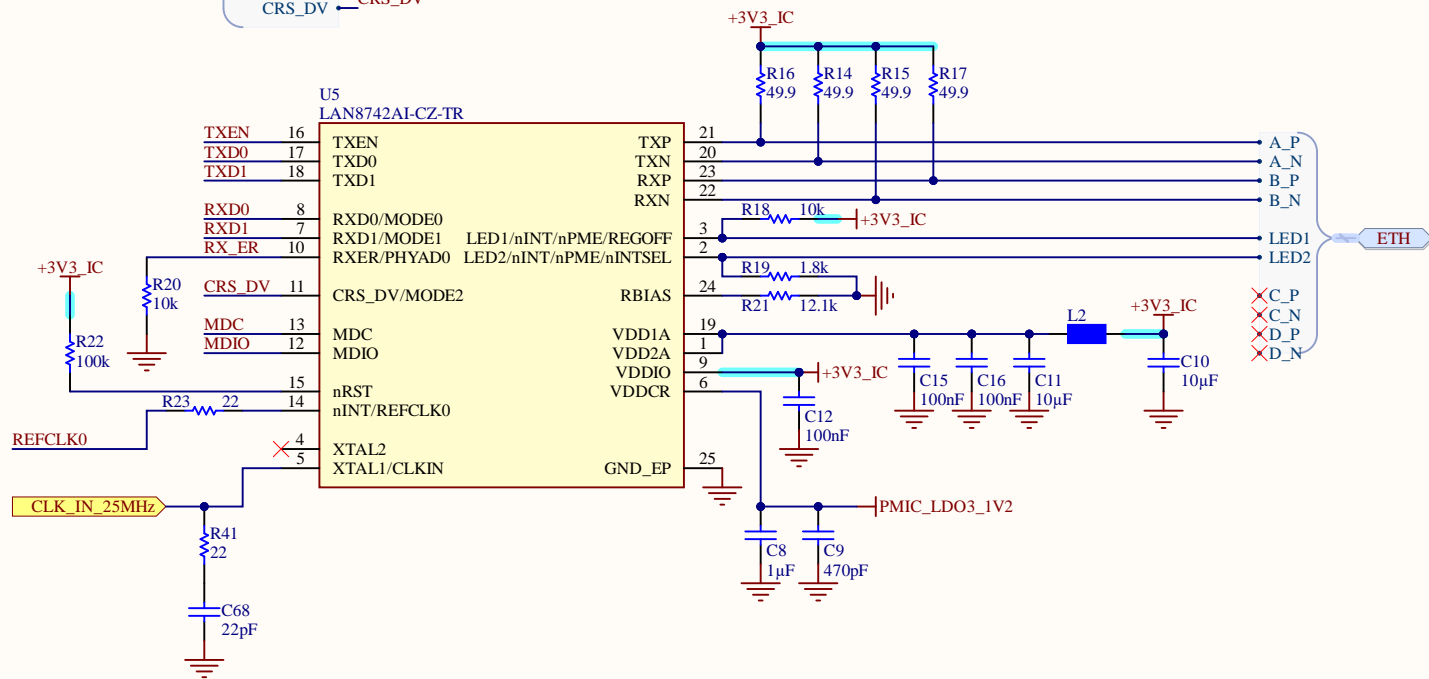 CRS_DV
CRS_DV
+3V3_IC
R16
49.9
R14
49.9
R15
49.9
R17
49.9
U5
LAN8742AI-CZ-TR
TXEN 16 TXEN
TXD0 17 TXD0
TXD1 18 TXD1
RXD0 8 RXD0/MODE0
RXD1 7 RXD1/MODE1
RX_ER 10 RXER/PHYAD0
CRS_DV 11 CRS_DV/MODE2
MDC 13 MDC
MDIO 12 MDIO
15 nRST
14 nINT/REFCLK0
4 XTAL2
5 XTAL1/CLKIN
TXP 21
TXN 20
RXP 23
RXN 22
LED1/nINT/nPME/REGOFF 3
LED2/nINT/nPME/nINTSEL 2
RBIAS 24
VDD1A 19
VDD2A 1
VDDIO 9
VDDCR 6
GND_EP 25
+3V3_IC
R22
100k
R20
10k
R23 22
REFCLK0
CLK_IN_25MHz
R41
22
C68
22pF
R18 10k +3V3_IC
R19 1.8k
R21 12.1k
L2
+3V3_IC
C15
100nF
C16
100nF
C11
10µF
C10
10µF
+3V3_IC
C12
100nF
PMIC_LDO3_1V2
C8
1µF
C9
470pF
A_P
A_N
B_P
B_N
LED1
LED2
C_P
C_N
D_P
D_N
ETH